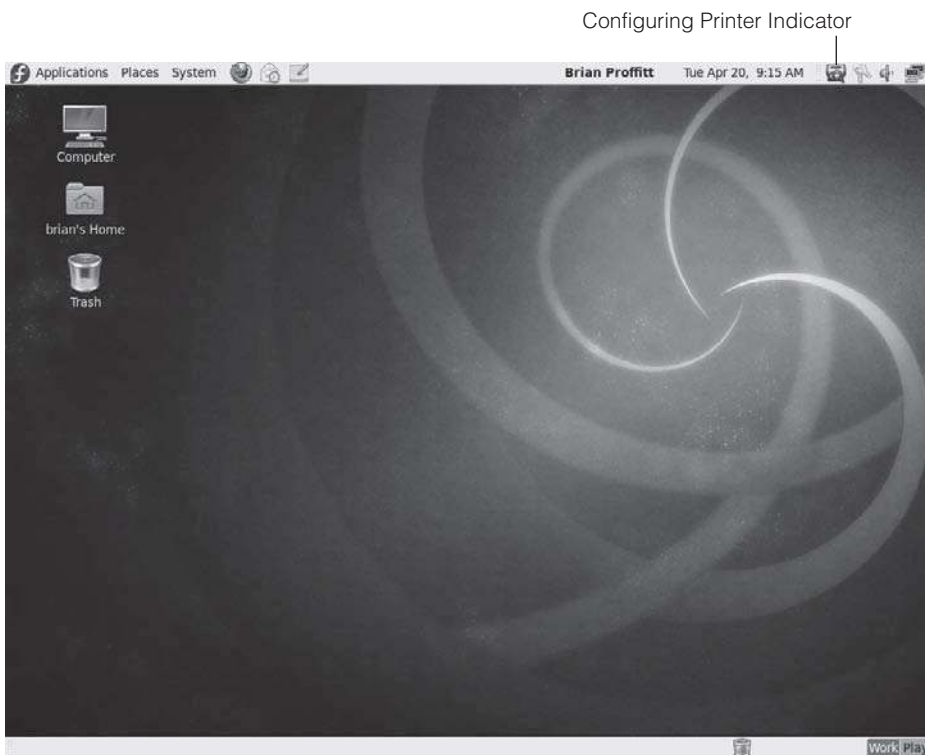 Configuring Printer Indicator
Applications Places System Brian Proffitt Tue Apr 20, 9:15 AM
Computer
brian's Home
Trash
Work Play